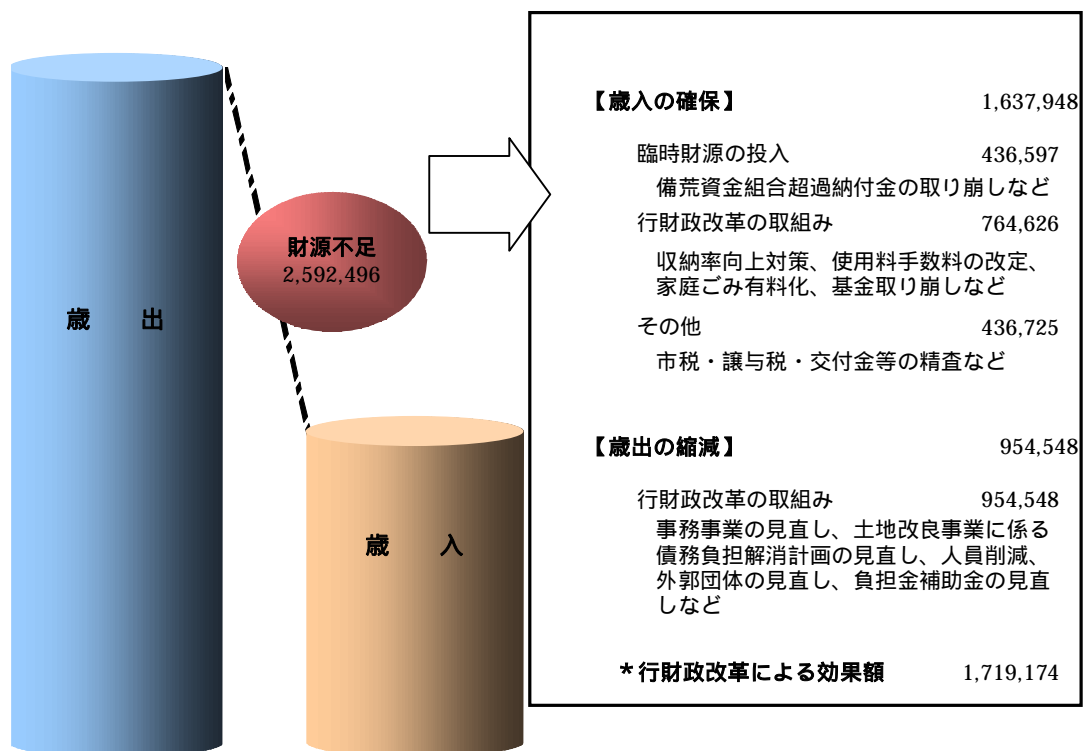 歳　出
財源不足
2,592,496
歳　入
【歳入の確保】 1,637,948
臨時財源の投入 436,597
備荒資金組合超過納付金の取り崩しなど
行財政改革の取組み 764,626
収納率向上対策、使用料手数料の改定、
家庭ごみ有料化、基金取り崩しなど
その他 436,725
市税・譲与税・交付金等の精査など
【歳出の縮減】 954,548
行財政改革の取組み 954,548
事務事業の見直し、土地改良事業に係る
債務負担解消計画の見直し、人員削減、
外郭団体の見直し、負担金補助金の見直
しなど
*行財政改革による効果額 1,719,174